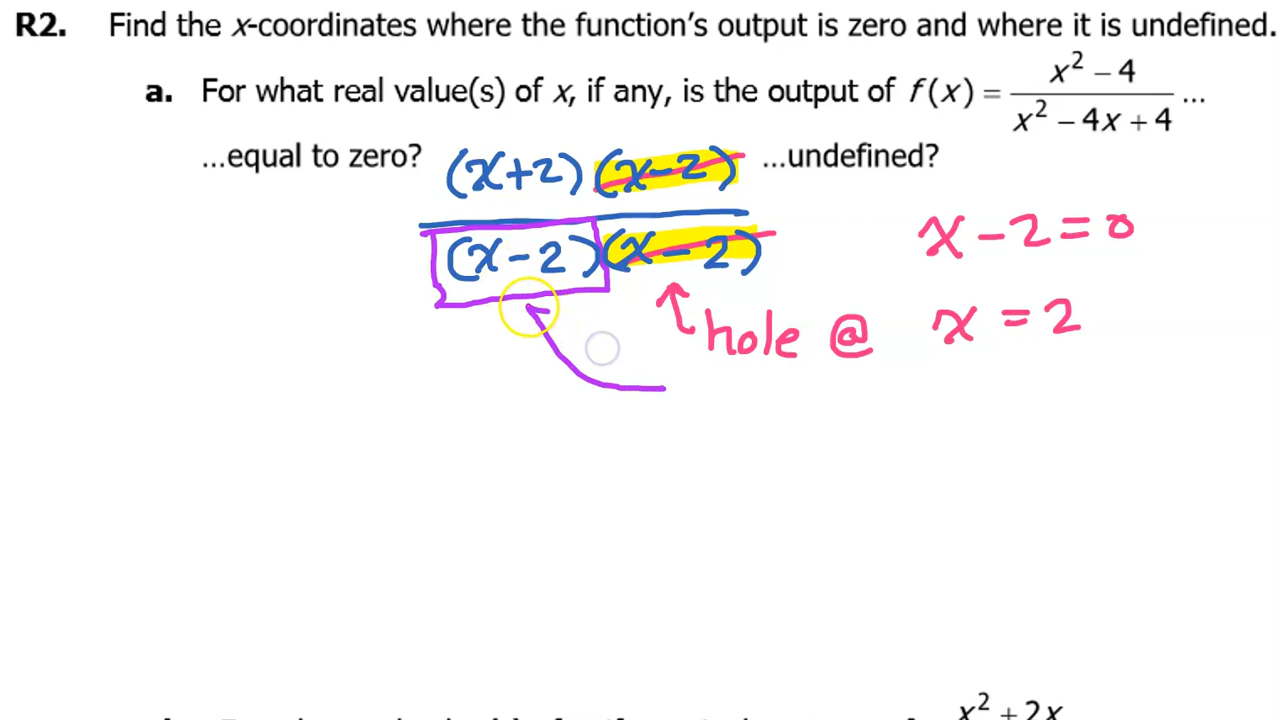 R2. Find the x-coordinates where the function's output is zero and where it is undefined.
a. For what real value(s) of x, if any, is the output of f(x) = (x² – 4)/(x² – 4x + 4) ...
...equal to zero? ...undefined?
(x+2)(x-2)
(x-2)(x-2)
x-2=0
hole @ x=2
x² + 2x